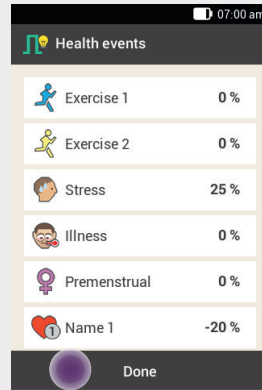 07:00 am
Health events
Exercise 1 0 %
Exercise 2 0 %
Stress 25 %
Illness 0 %
Premenstrual 0 %
1 Name 1 -20 %
Done